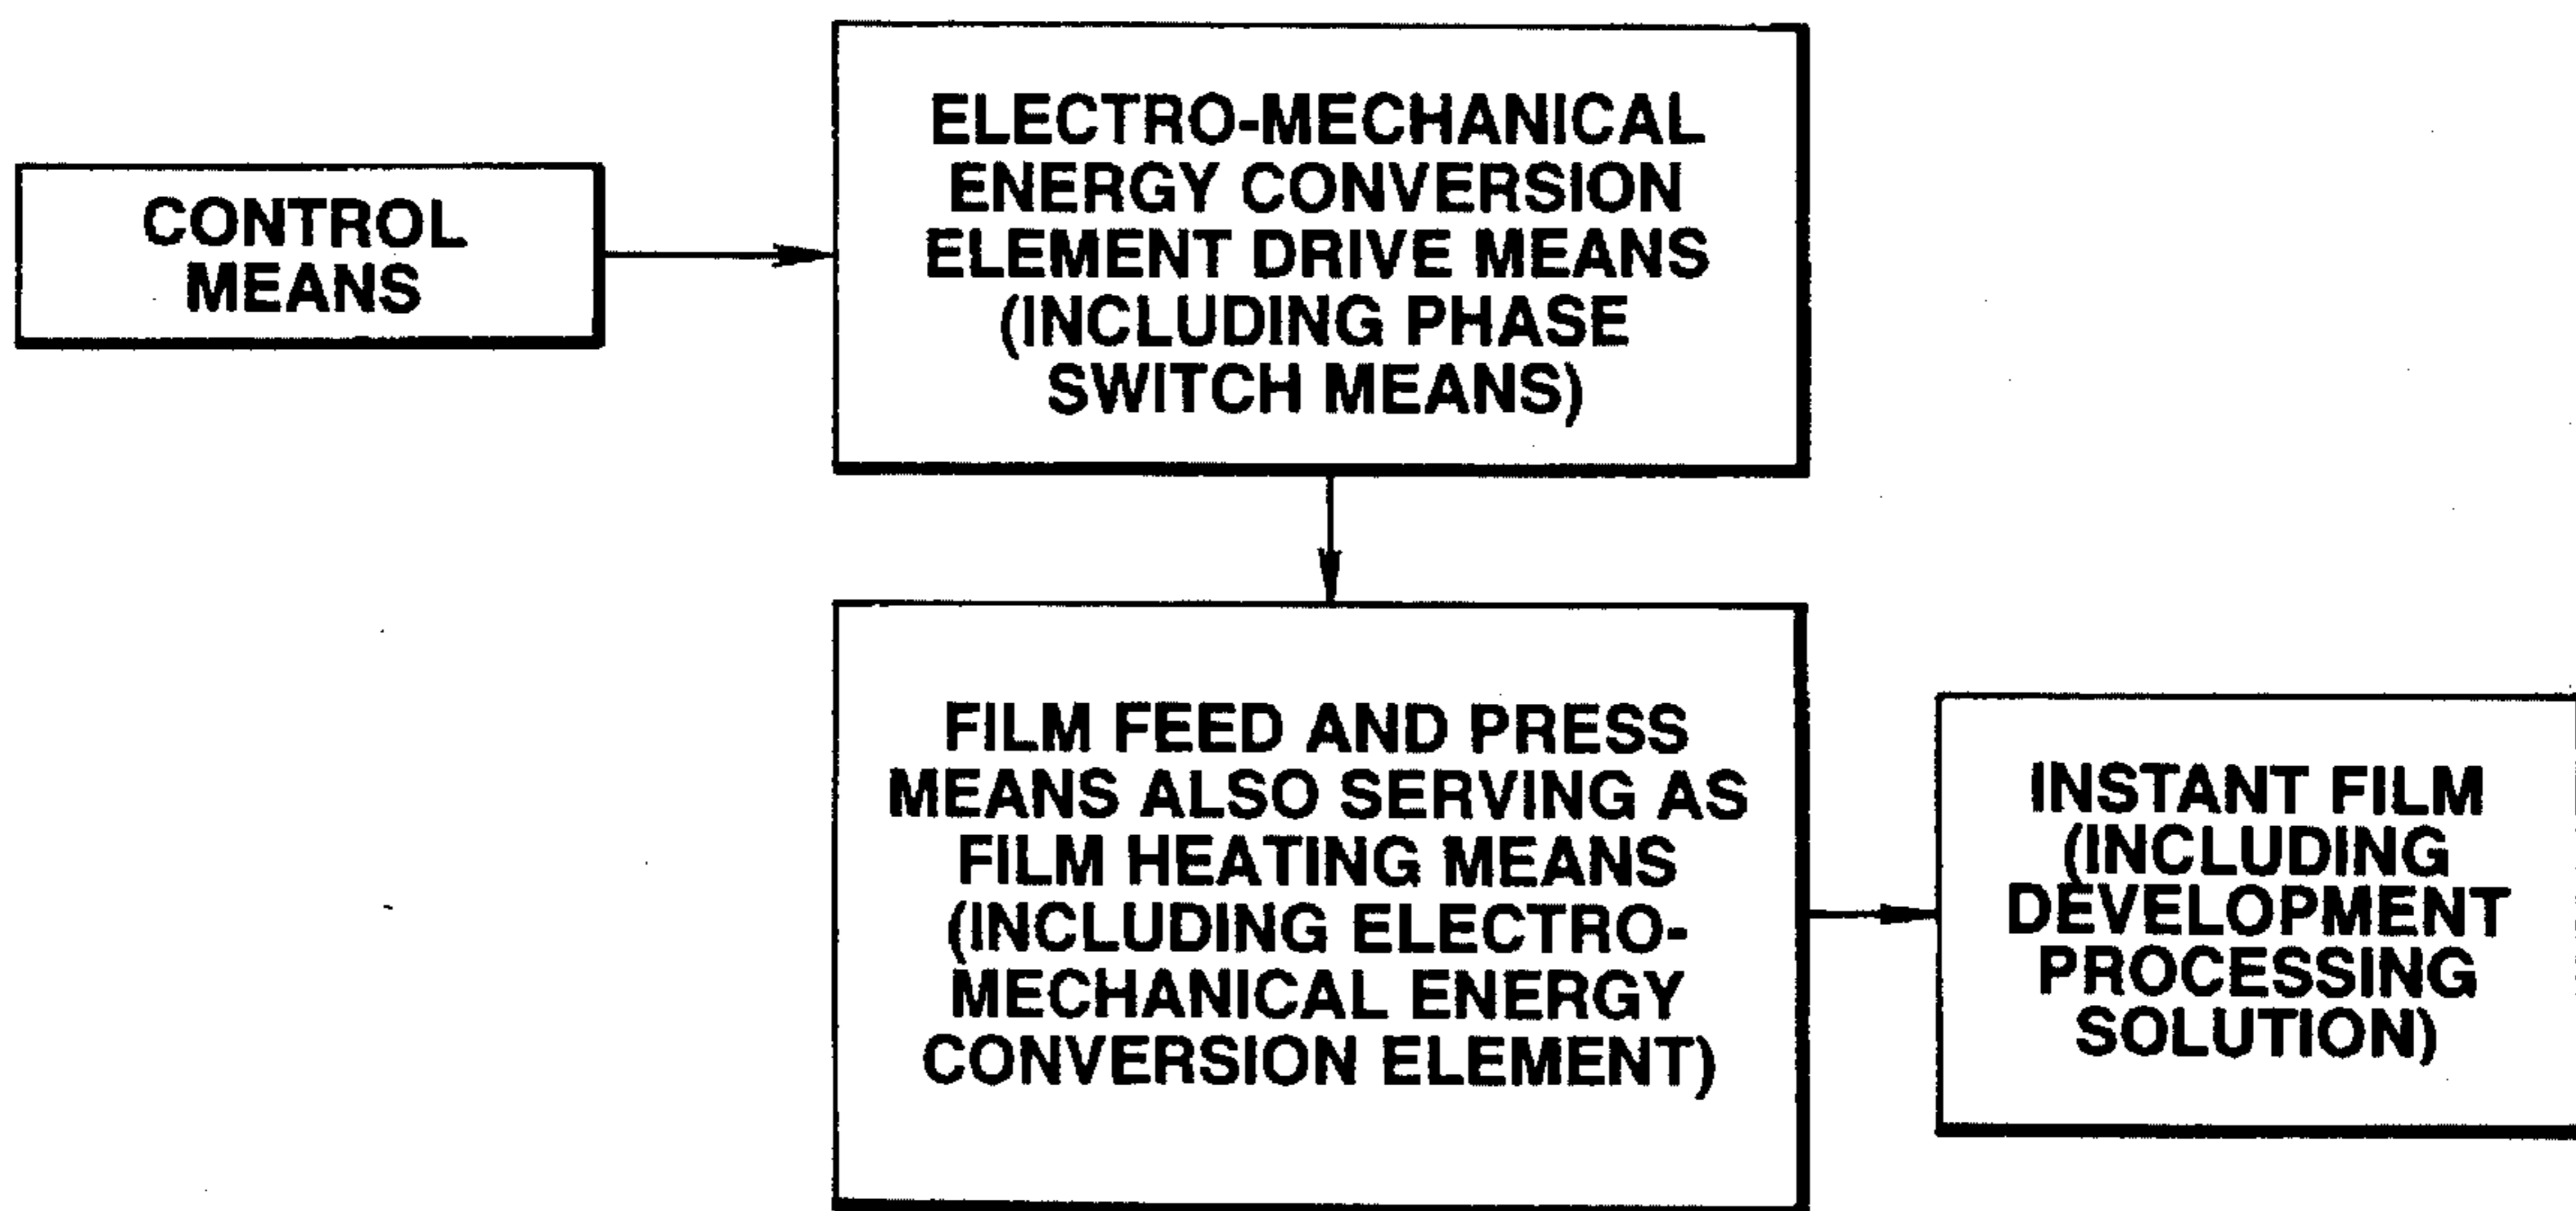 CONTROL
MEANS
ELECTRO-MECHANICAL
ENERGY CONVERSION
ELEMENT DRIVE MEANS
(INCLUDING PHASE
SWITCH MEANS)
FILM FEED AND PRESS
MEANS ALSO SERVING AS
FILM HEATING MEANS
(INCLUDING ELECTRO-
MECHANICAL ENERGY
CONVERSION ELEMENT)
INSTANT FILM
(INCLUDING
DEVELOPMENT
PROCESSING
SOLUTION)